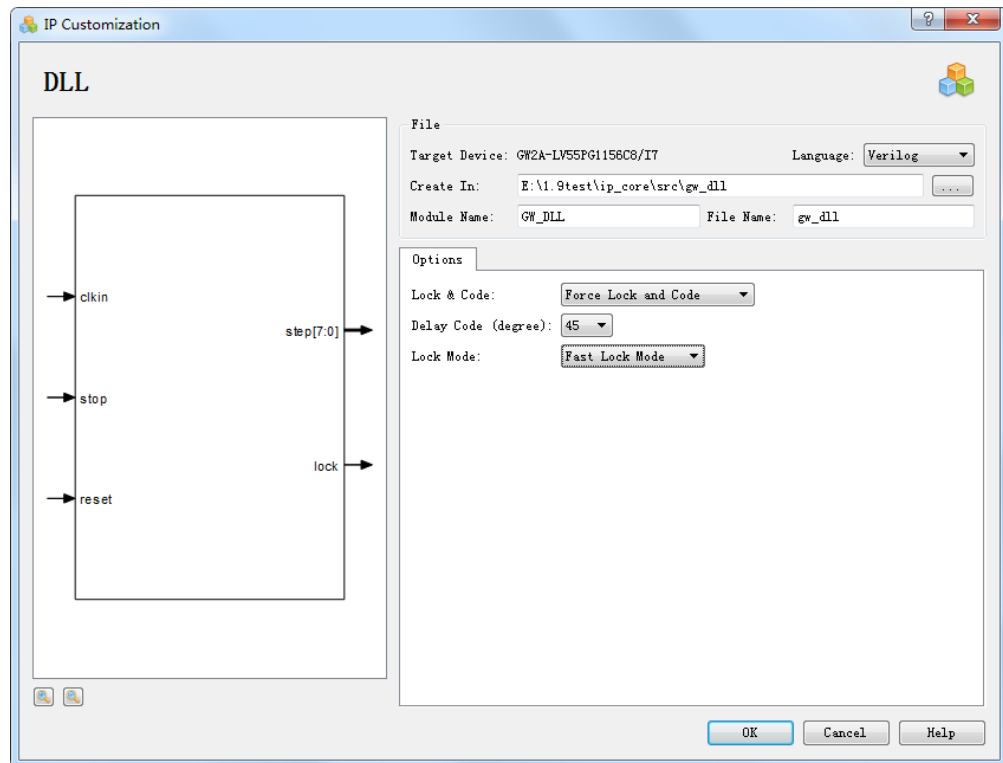 IP Customization
DLL
File
Target Device: GW2A-LV55PG1156C8/I7 Language: Verilog
Create In: E:\1.9test\ip_core\src\gw_dll ...
Module Name: GW_DLL File Name: gw_dll
Options
Lock & Code: Force Lock and Code
Delay Code (degree): 45
Lock Mode: Fast Lock Mode
clkin
step[7:0]
stop
lock
reset
OK Cancel Help